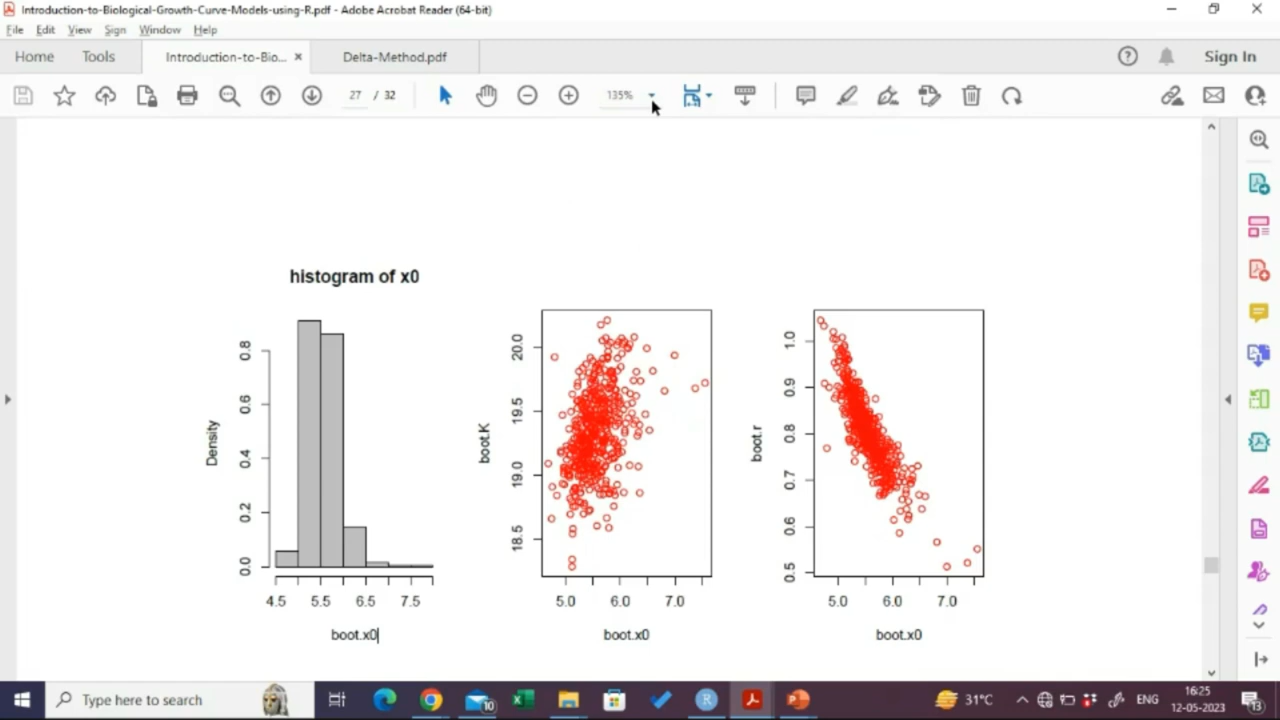 Introduction-to-Biological-Growth-Curve-Models-using-R.pdf - Adobe Acrobat Reader (64-bit)
File Edit View Sign Window Help
Home Tools Introduction-to-Bio... × Delta-Method.pdf Sign In
27 / 32 135%
histogram of x0
Density
0.0 0.2 0.4 0.6 0.8
4.5 5.5 6.5 7.5
boot.x0
boot.K
18.5 19.0 19.5 20.0
5.0 6.0 7.0
boot.x0
boot.r
0.5 0.6 0.7 0.8 0.9 1.0
5.0 6.0 7.0
boot.x0
Type here to search
10
31°C
ENG
16:25
12-05-2023
13